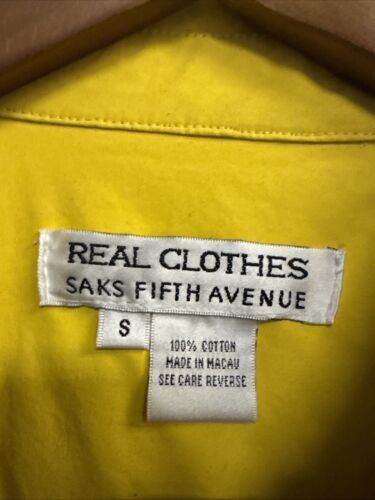 REAL CLOTHES
SAKS FIFTH AVENUE
S
100% COTTON
MADE IN MACAU
SEE CARE REVERSE